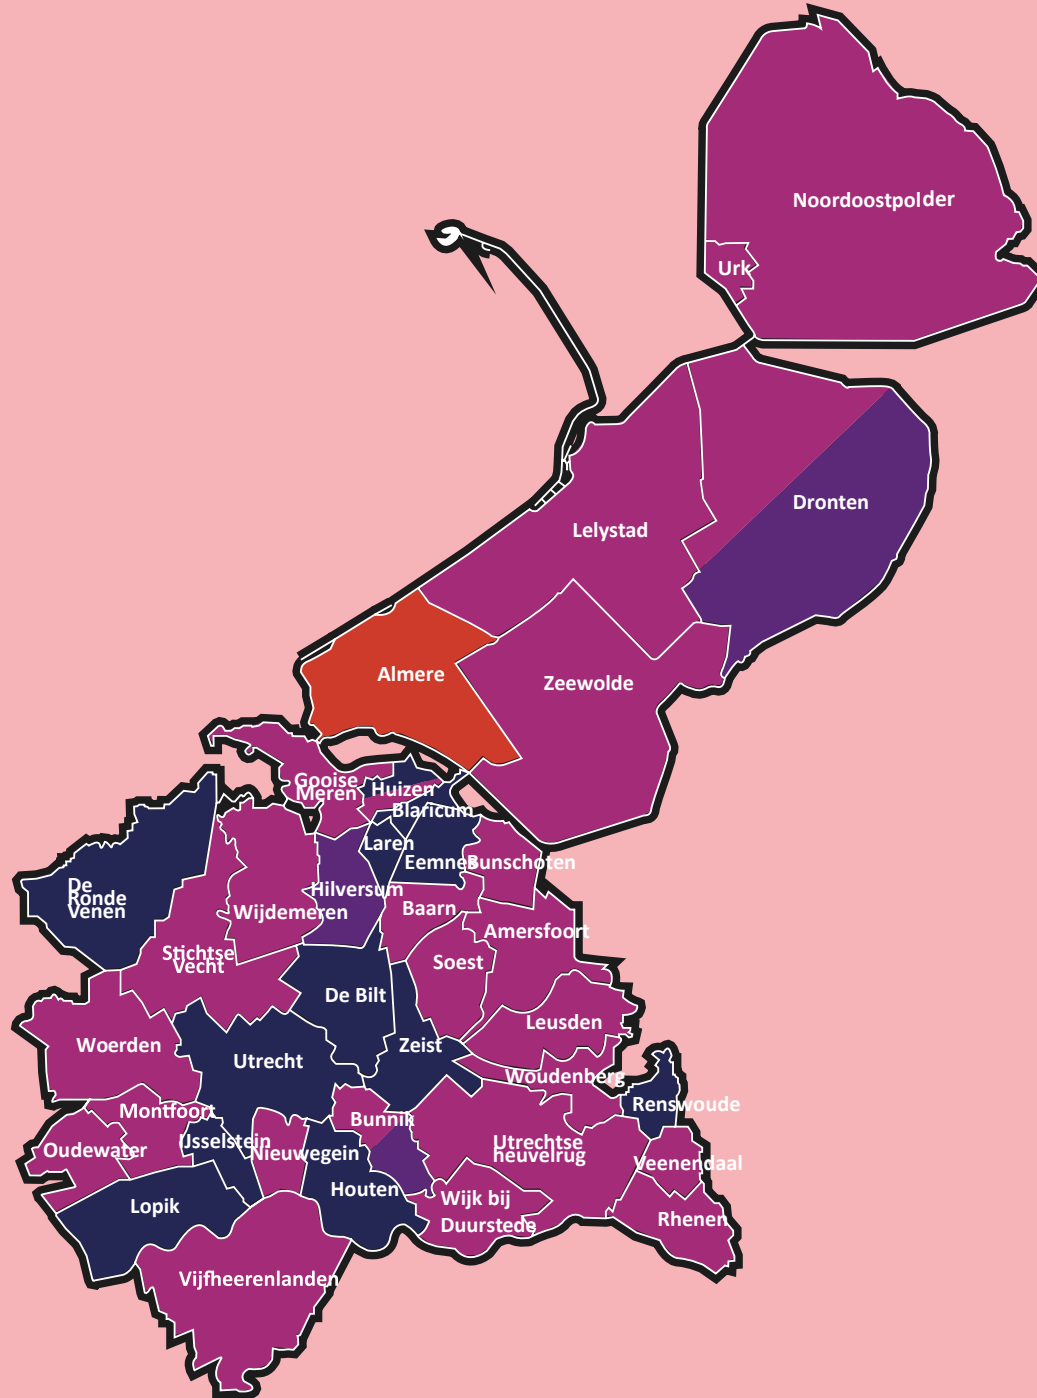 Noordoostpolder
Urk
Dronten
Lelystad
Almere
Zeewolde
Gooise
Meren
Huizen
Blaricum
Laren
Eemnes
Bunschoten
De
Ronde
Venen
Hilversum
Wijdemeren
Baarn
Amersfoort
Stichtse
Vecht
Soest
De Bilt
Leusden
Woerden
Utrecht
Zeist
Woudenberg
Renswoude
Montfoort
Bunnik
Oudewater
IJsselstein
Nieuwegein
Utrechtse
heuvelrug
Veenendaal
Houten
Wijk bij
Duurstede
Lopik
Rhenen
Vijfheerenlanden